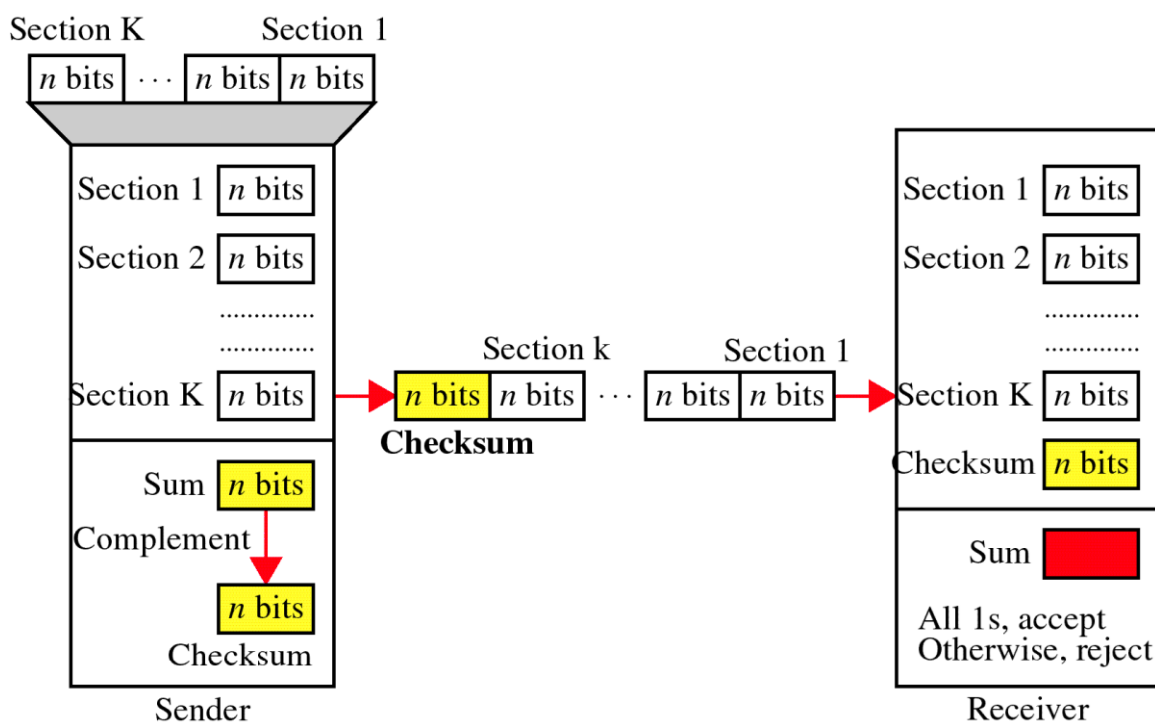 Section K Section 1
n bits · · · n bits n bits
Section 1 n bits
Section 2 n bits
..............
..............
Section K n bits
Sum n bits
Complement
n bits
Checksum
Sender
Section k Section 1
n bits n bits · · · n bits n bits
Checksum
Section 1 n bits
Section 2 n bits
..............
..............
Section K n bits
Checksum n bits
Sum
All 1s, accept
Otherwise, reject
Receiver